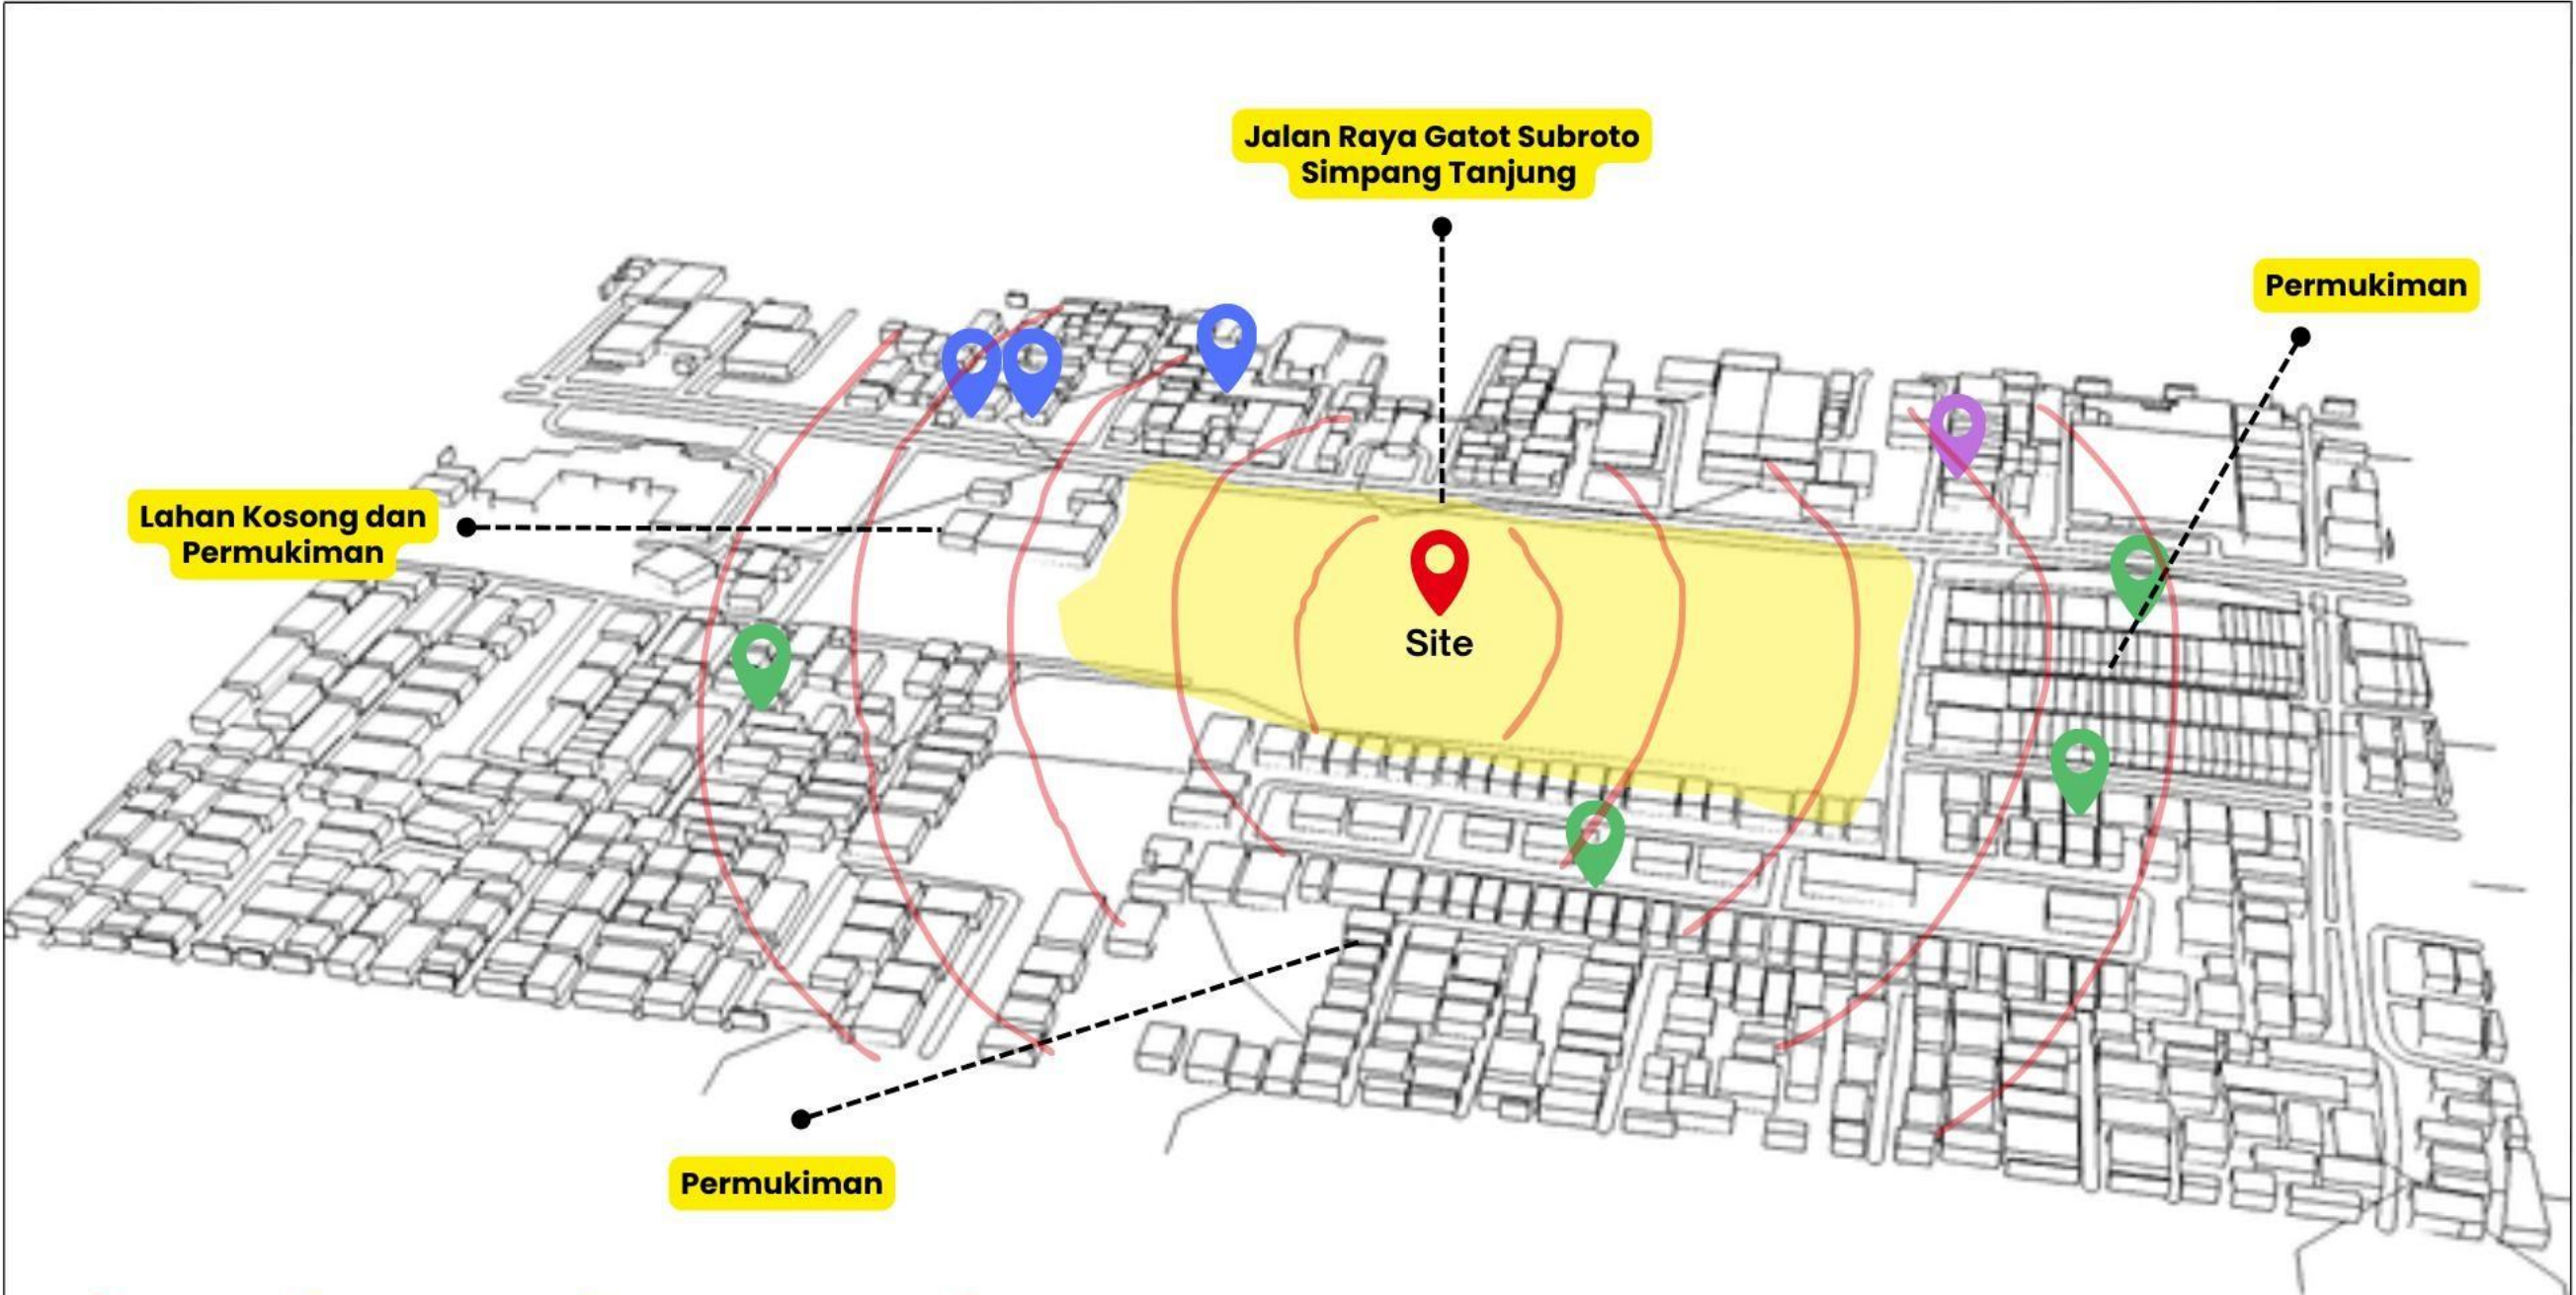 Jalan Raya Gatot Subroto
Simpang Tanjung
Permukiman
Lahan Kosong dan
Permukiman
Site
Permukiman